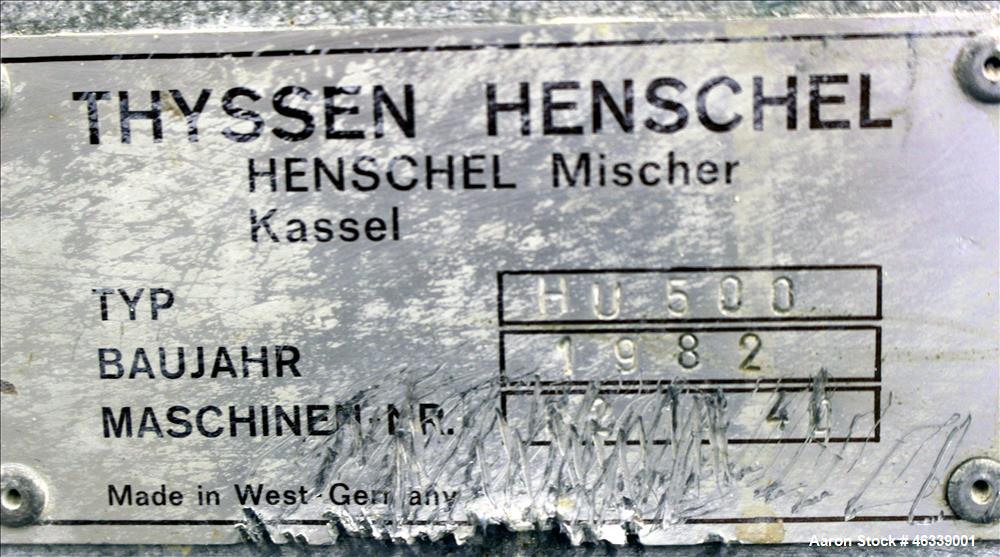 THYSSEN HENSCHEL
HENSCHEL Mischer
Kassel
TYP HU 500
BAUJAHR 1982
MASCHINEN-NR.
Made in West-Germany
Aaron Stock # 46339001